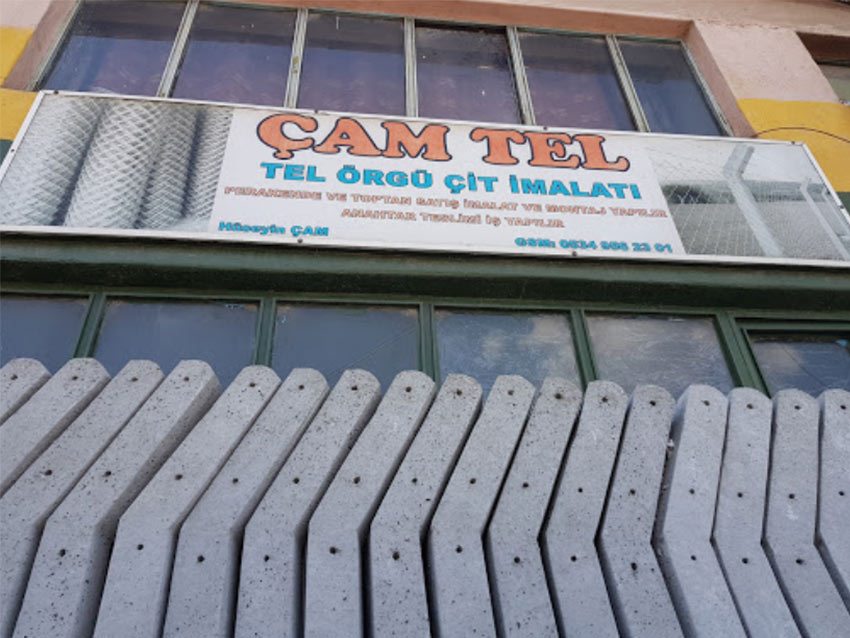 ÇAM TEL
TEL ÖRGÜ ÇİT İMALATI
PERAKENDE VE TOPTAN SATIŞ İMALAT VE MONTAJ YAPILIR
ANAHTAR TESLİMİ İŞ YAPILIR
Hüseyin ÇAM
GSM: 0534 986 23 01